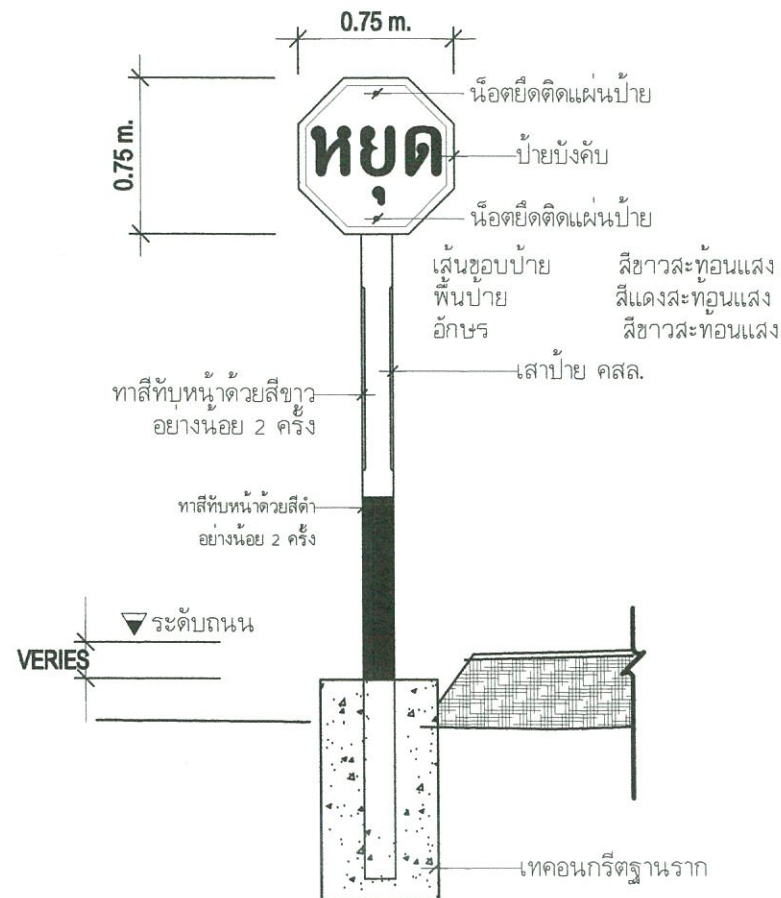 0.75 m.
0.75 m.
หยุด
น็อตยึดติดแผ่นป้าย
ป้ายบังคับ
น็อตยึดติดแผ่นป้าย
เส้นขอบป้าย สีขาวสะท้อนแสง
พื้นป้าย สีแดงสะท้อนแสง
อักษร สีขาวสะท้อนแสง
เสาป้าย คสล.
ทาสีทับหน้าด้วยสีขาว
อย่างน้อย 2 ครั้ง
ทาสีทับหน้าด้วยสีดำ
อย่างน้อย 2 ครั้ง
ระดับถนน
VERIES
เทคอนกรีตฐานราก